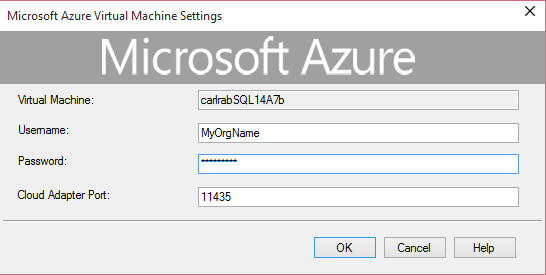 Microsoft Azure Virtual Machine Settings
Microsoft Azure
Virtual Machine: carlrabSQL14A7b
Username: MyOrgName
Password: *********
Cloud Adapter Port: 11435
OK Cancel Help